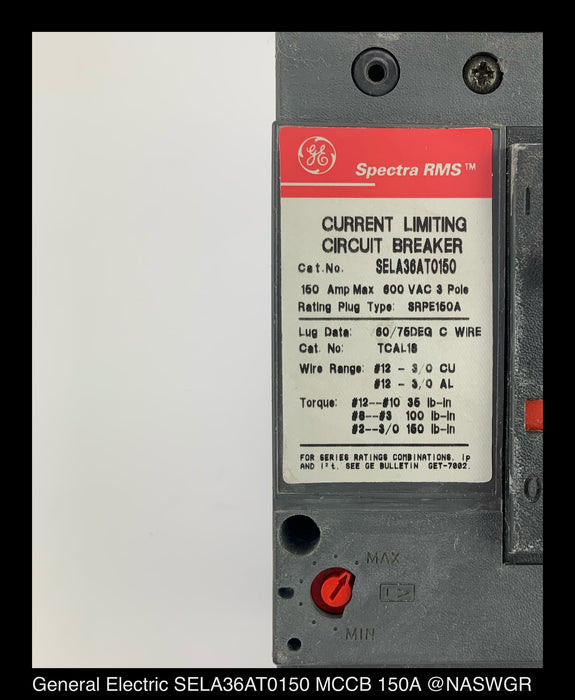 GE
Spectra RMS™
CURRENT LIMITING
CIRCUIT BREAKER
Cat.No. SELA36AT0150
150 Amp Max 600 VAC 3 Pole
Rating Plug Type: SRPE150A
Lug Data: 60/75DEG C WIRE
Cat. No: TCAL18
Wire Range: #12 - 3/0 CU
#12 - 3/0 AL
Torque: #12--#10 35 lb-in
#8--#3 100 lb-in
#2--3/0 150 lb-in
FOR SERIES RATINGS COMBINATIONS, Ip
AND I²t, SEE GE BULLETIN GET-7002.
I
O
MAX
MIN
General Electric SELA36AT0150 MCCB 150A @NASWGR